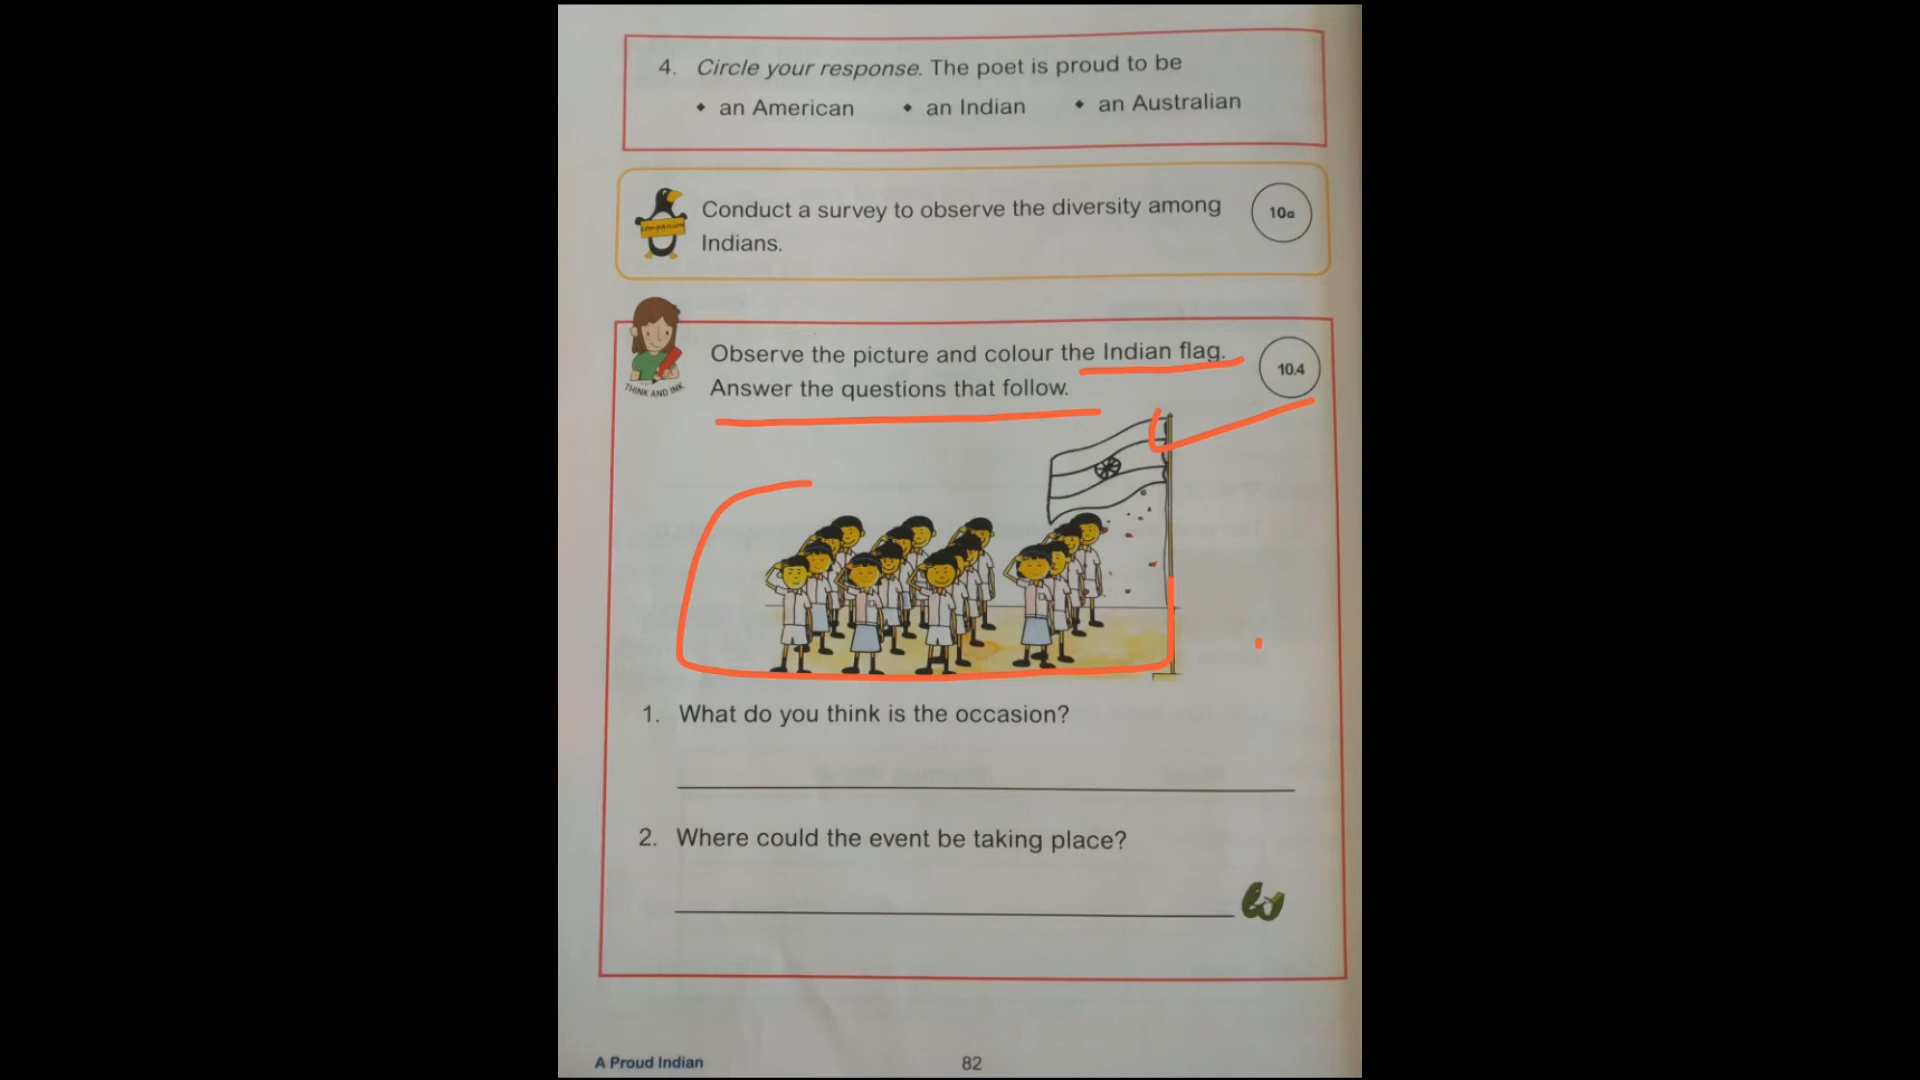 4. Circle your response. The poet is proud to be
• an American • an Indian • an Australian
companion
Conduct a survey to observe the diversity among
Indians.
10a
THINK AND INK
Observe the picture and colour the Indian flag.
Answer the questions that follow.
10.4
1. What do you think is the occasion?
2. Where could the event be taking place?
A Proud Indian 82